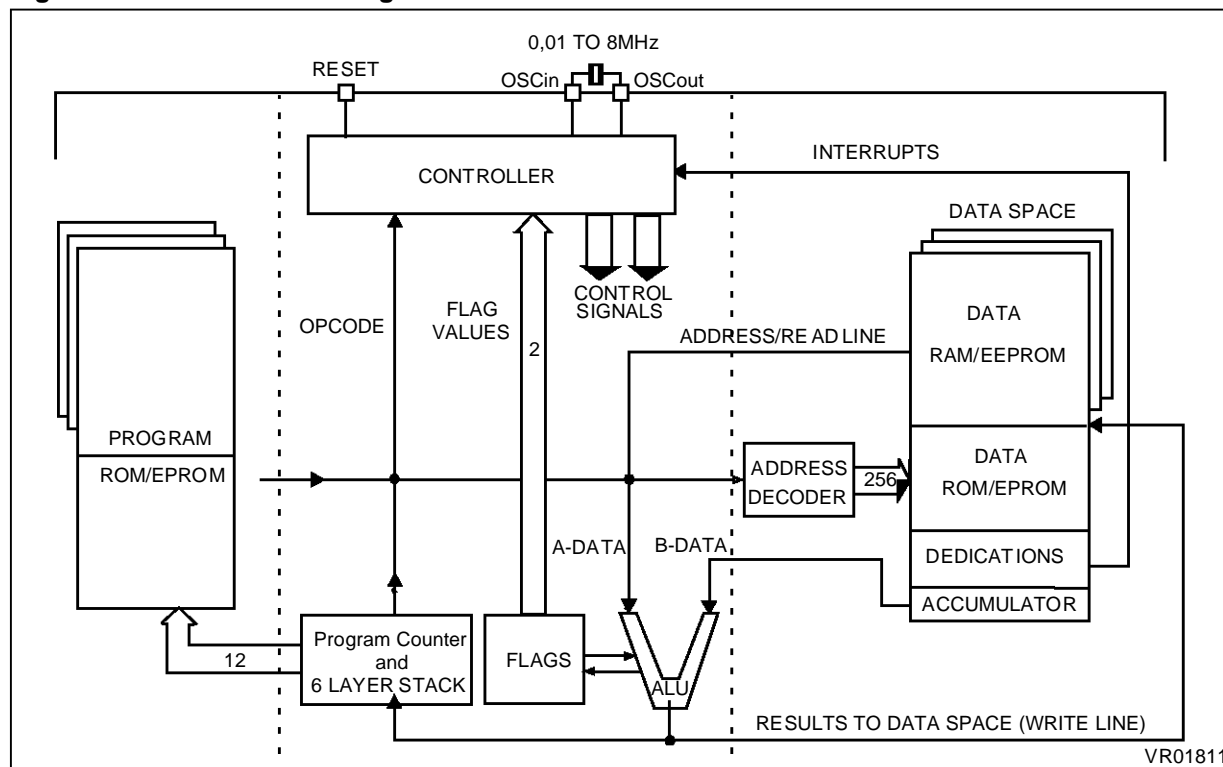 0,01 TO 8MHz
RESET
OSCin
OSCout
INTERRUPTS
CONTROLLER
DATA SPACE
OPCODE
FLAG
VALUES
2
CONTROL
SIGNALS
ADDRESS/READ LINE
DATA
RAM/EEPROM
PROGRAM
ROM/EPROM
ADDRESS
DECODER
256
DATA
ROM/EPROM
A-DATA
B-DATA
DEDICATIONS
ACCUMULATOR
12
Program Counter
and
6 LAYER STACK
FLAGS
ALU
RESULTS TO DATA SPACE (WRITE LINE)
VR01811